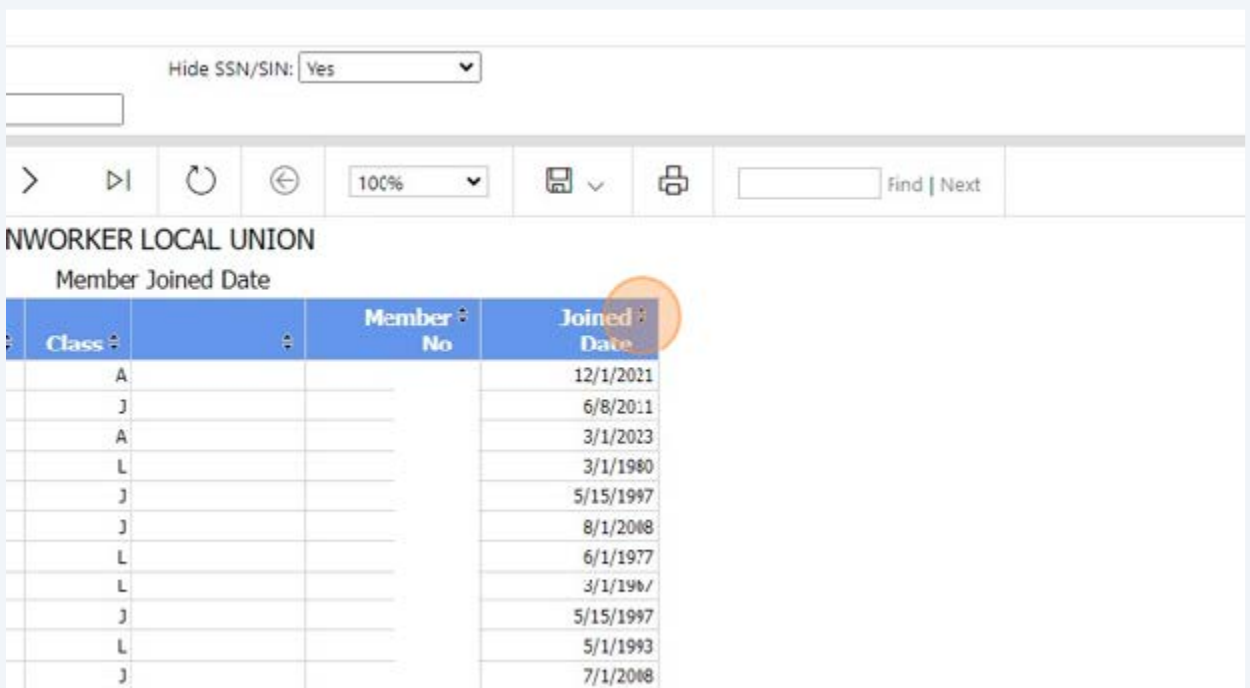 Hide SSN/SIN: Yes
100% Find | Next
NWORKER LOCAL UNION
Member Joined Date
Class Member No Joined Date
A 12/1/2021
J 6/8/2011
A 3/1/2023
L 3/1/1980
J 5/15/1997
J 8/1/2008
L 6/1/1977
L 3/1/1967
J 5/15/1997
L 5/1/1993
J 7/1/2008